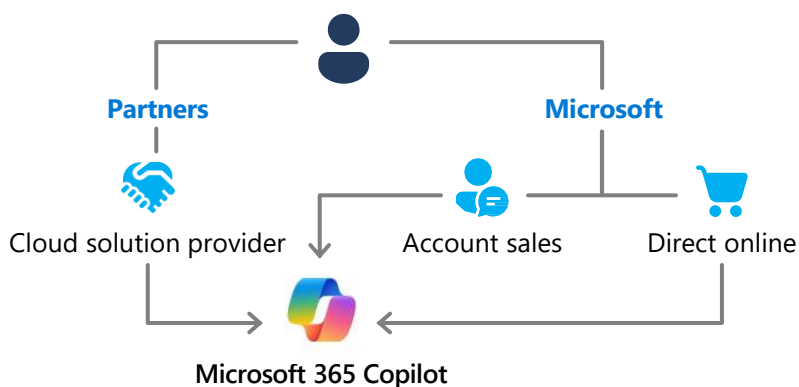 Partners
Microsoft
Cloud solution provider
Account sales
Direct online
Microsoft 365 Copilot